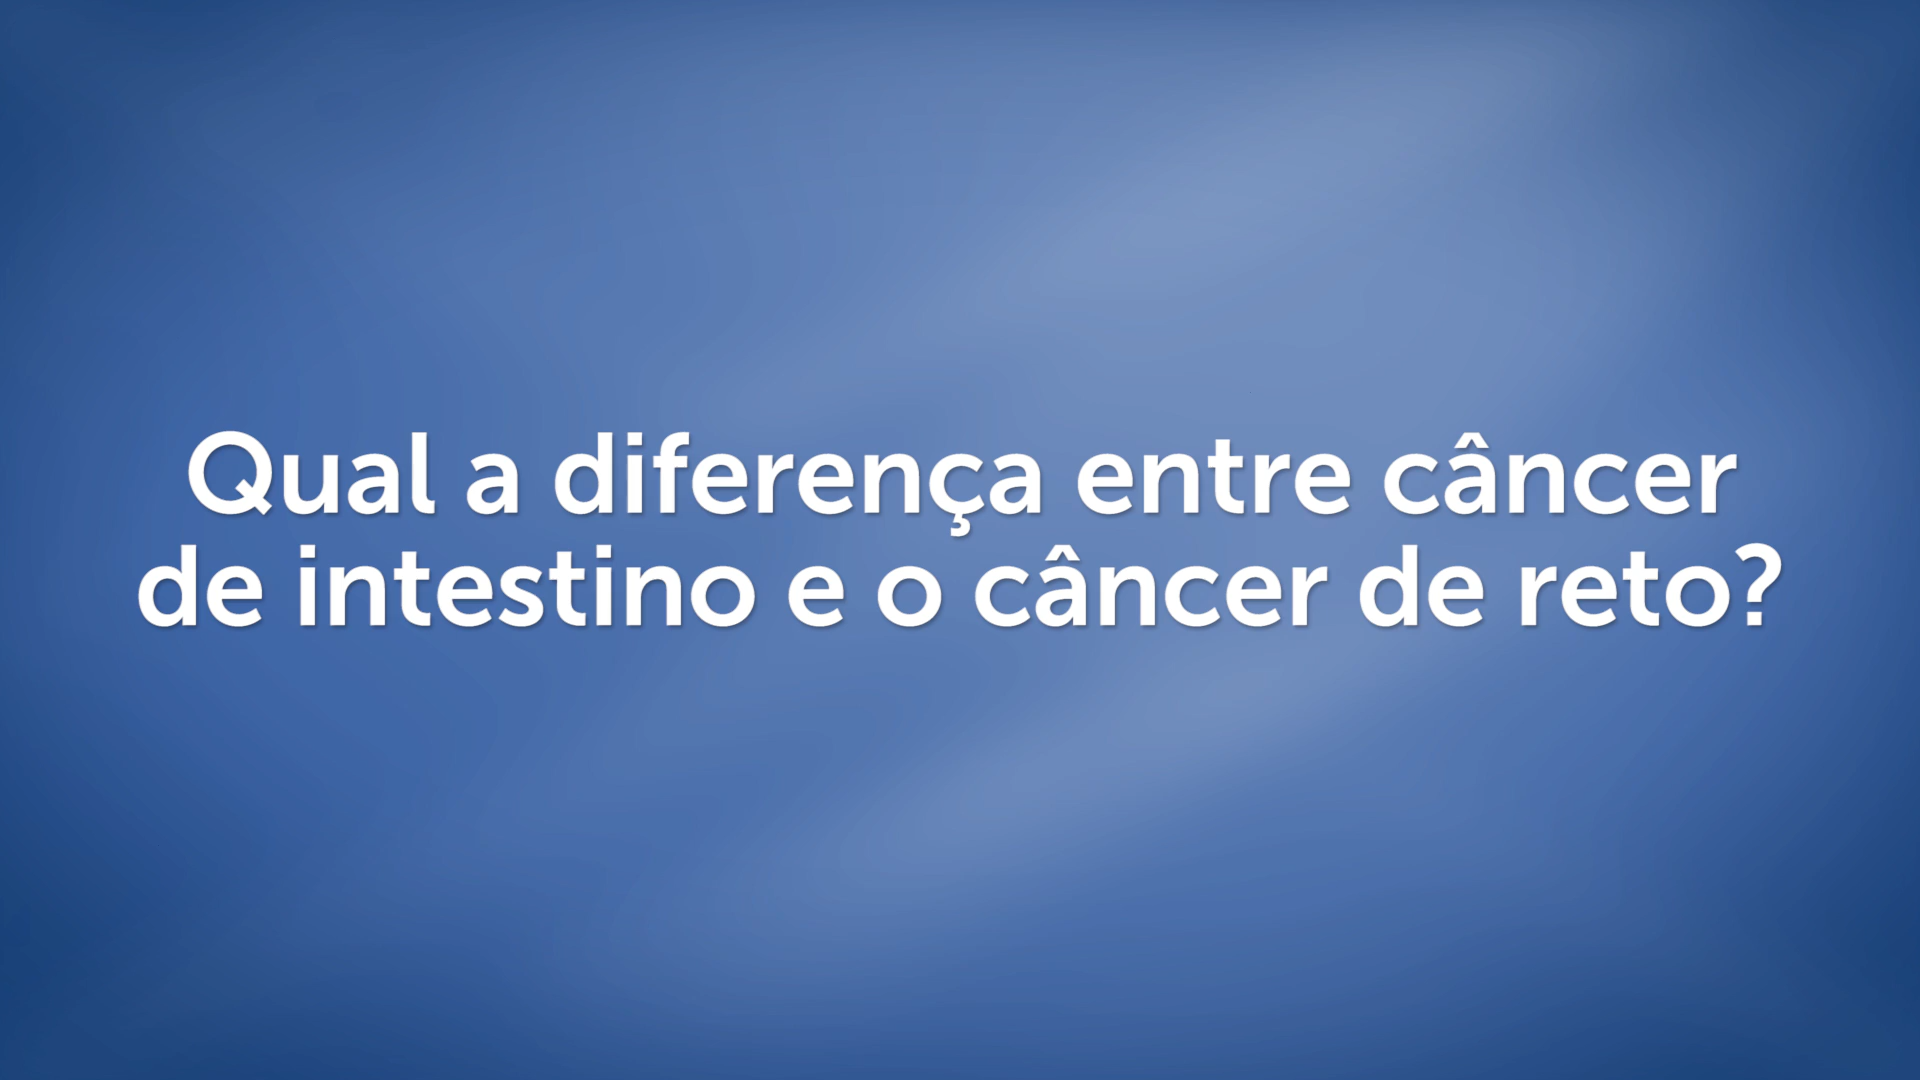 Qual a diferença entre câncer
de intestino e o câncer de reto?